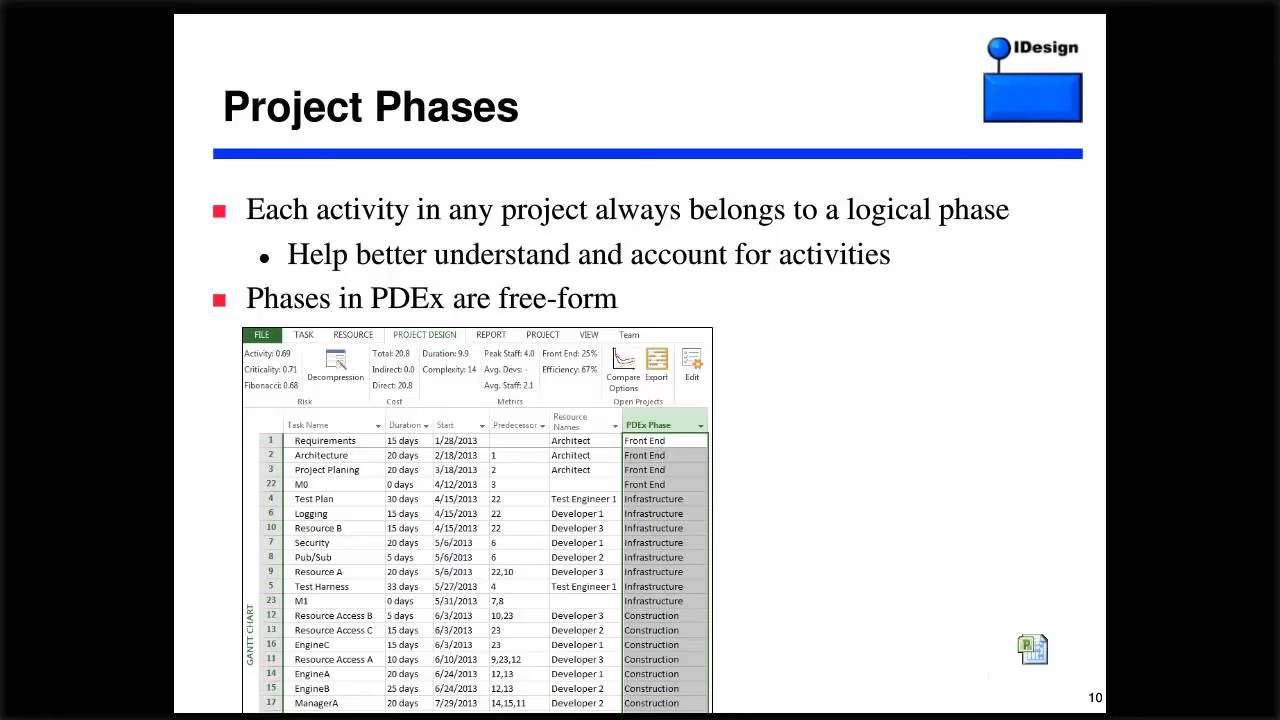 IDesign
Project Phases
Each activity in any project always belongs to a logical phase
Help better understand and account for activities
Phases in PDEx are free-form
FILE TASK RESOURCE PROJECT DESIGN REPORT PROJECT VIEW Team
Activity: 0.69 Total: 20.8 Duration: 9.9 Peak Staff: 4.0 Front End: 25%
Criticality: 0.71 Decompression Indirect: 0.0 Complexity: 14 Avg. Devs: - Efficiency: 67% Compare Options Export Edit
Fibonacci: 0.68 Direct: 20.8 Avg. Staff: 2.1
Risk Cost Metrics Open Projects
Task Name Duration Start Predecessor Resource Names PDEx Phase
1 Requirements 15 days 1/28/2013 Architect Front End
2 Architecture 20 days 2/18/2013 1 Architect Front End
3 Project Planing 20 days 3/18/2013 2 Architect Front End
22 M0 0 days 4/12/2013 3 Front End
4 Test Plan 30 days 4/15/2013 22 Test Engineer 1 Infrastructure
6 Logging 15 days 4/15/2013 22 Developer 1 Infrastructure
10 Resource B 15 days 4/15/2013 22 Developer 3 Infrastructure
7 Security 20 days 5/6/2013 6 Developer 1 Infrastructure
8 Pub/Sub 5 days 5/6/2013 6 Developer 2 Infrastructure
9 Resource A 20 days 5/6/2013 22,10 Developer 3 Infrastructure
5 Test Harness 33 days 5/27/2013 4 Test Engineer 1 Infrastructure
23 M1 0 days 5/31/2013 7,8 Infrastructure
12 Resource Access B 5 days 6/3/2013 10,23 Developer 3 Construction
13 Resource Access C 15 days 6/3/2013 23 Developer 2 Construction
16 EngineC 15 days 6/3/2013 23 Developer 1 Construction
11 Resource Access A 10 days 6/10/2013 9,23,12 Developer 3 Construction
14 EngineA 20 days 6/24/2013 12,13 Developer 1 Construction
15 EngineB 25 days 6/24/2013 12,13 Developer 2 Construction
17 ManagerA 20 days 7/29/2013 14,15,11 Developer 2 Construction
GANTT CHART
P
10